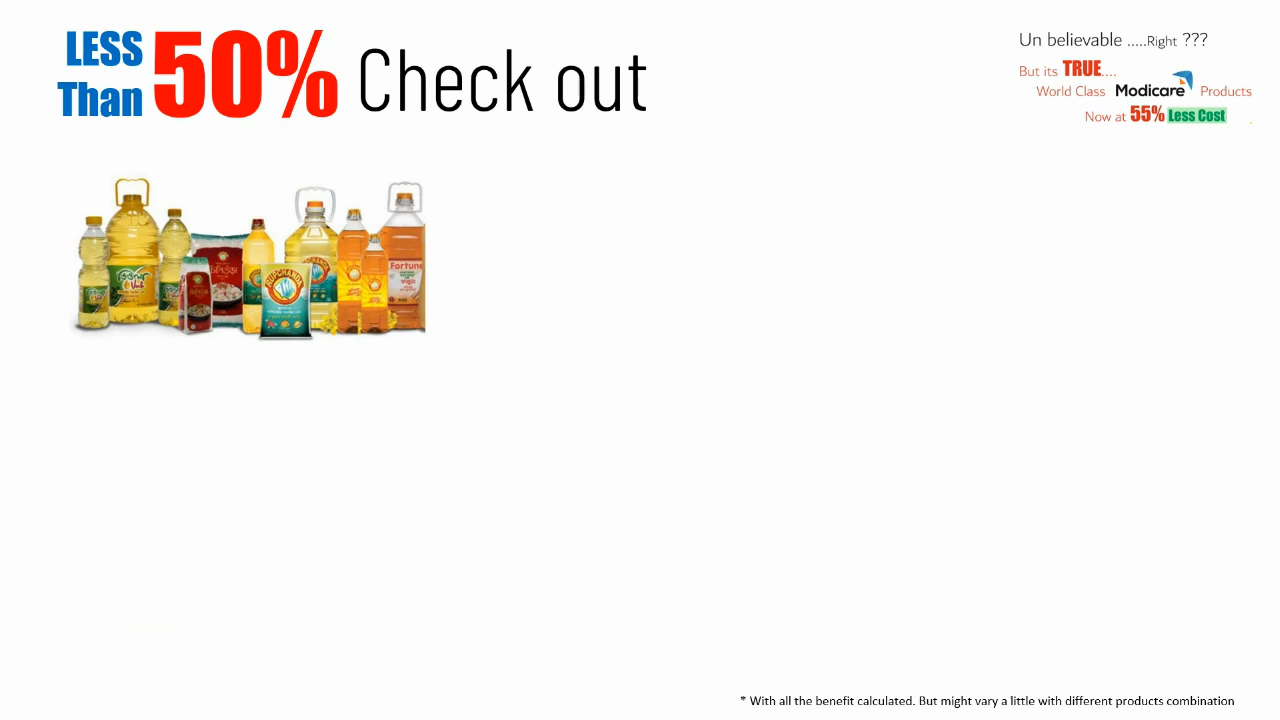 LESS
Than 50% Check out
Un believable .....Right ???
But its TRUE....
World Class Modicare Products
Now at 55% Less Cost
RUPCHANDA
Fortune
* With all the benefit calculated. But might vary a little with different products combination